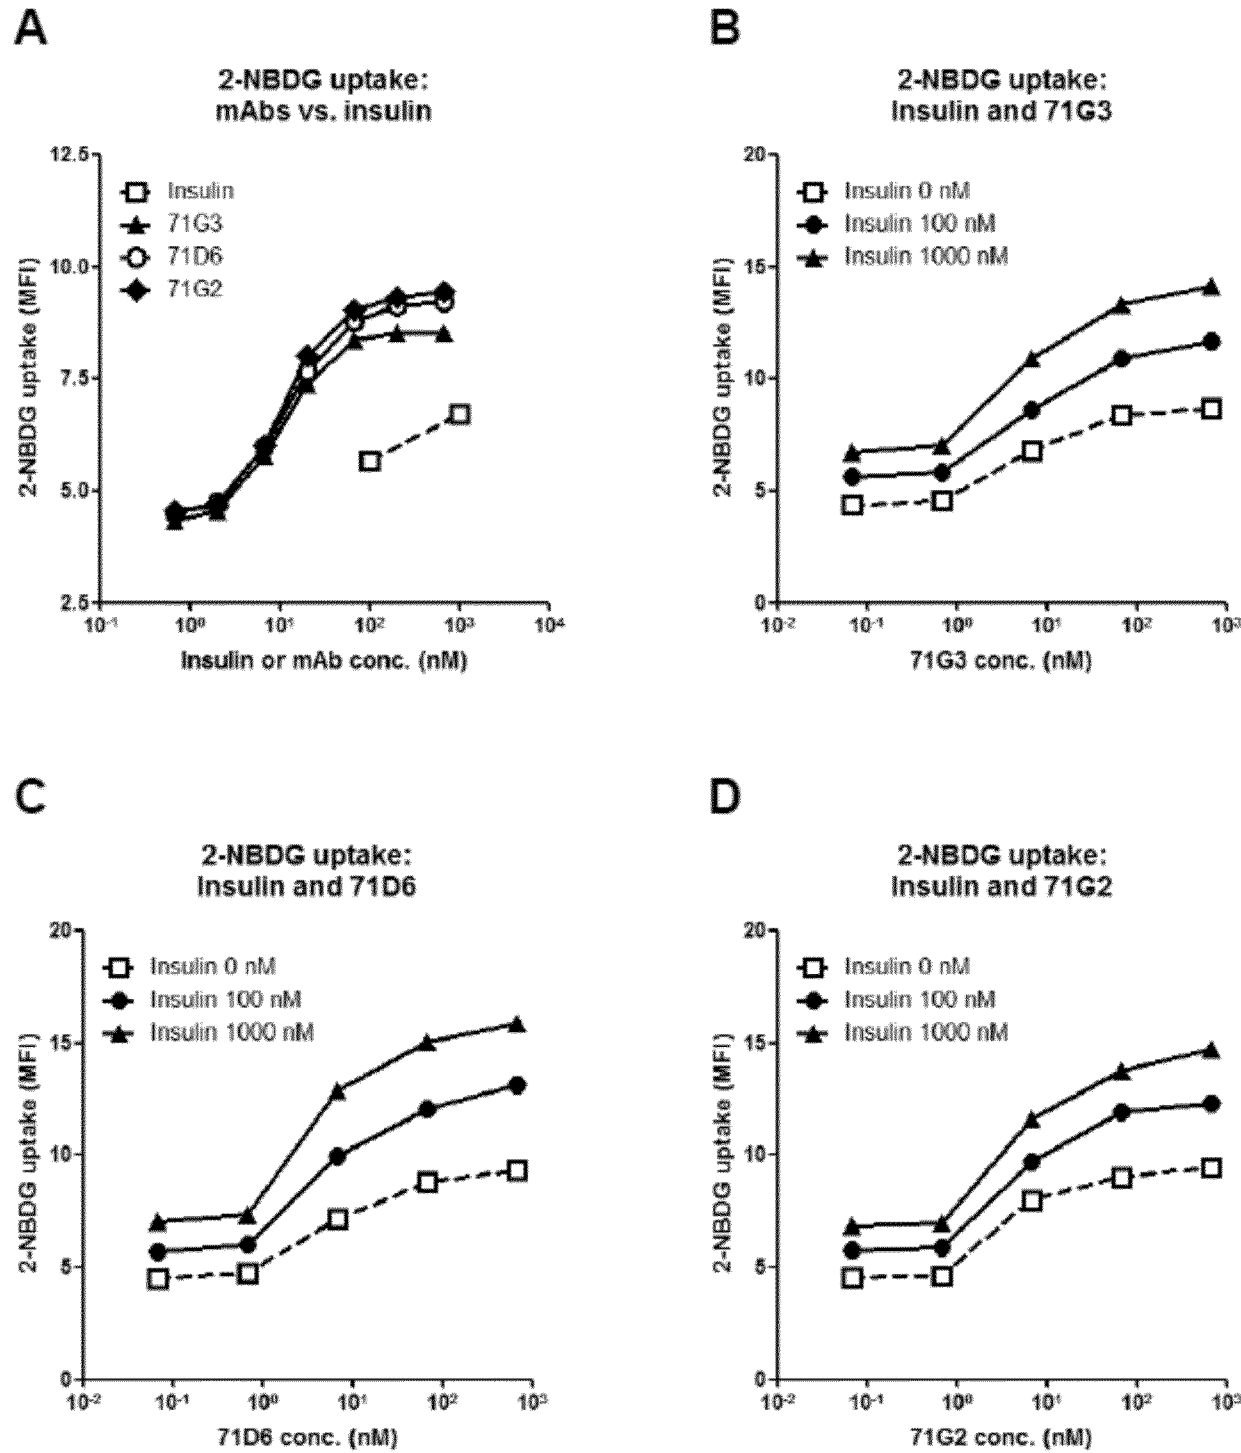 A
2-NBDG uptake:
mAbs vs. insulin
12.5
10.0
7.5
5.0
2.5
2-NBDG uptake (MFI)
Insulin
71G3
71D6
71G2
10⁻¹ 10⁰ 10¹ 10² 10³ 10⁴
Insulin or mAb conc. (nM)
B
2-NBDG uptake:
Insulin and 71G3
20
15
10
5
0
2-NBDG uptake (MFI)
Insulin 0 nM
Insulin 100 nM
Insulin 1000 nM
10⁻² 10⁻¹ 10⁰ 10¹ 10² 10³
71G3 conc. (nM)
C
2-NBDG uptake:
Insulin and 71D6
20
15
10
5
0
2-NBDG uptake (MFI)
Insulin 0 nM
Insulin 100 nM
Insulin 1000 nM
10⁻² 10⁻¹ 10⁰ 10¹ 10² 10³
71D6 conc. (nM)
D
2-NBDG uptake:
Insulin and 71G2
20
15
10
5
0
2-NBDG uptake (MFI)
Insulin 0 nM
Insulin 100 nM
Insulin 1000 nM
10⁻² 10⁻¹ 10⁰ 10¹ 10² 10³
71G2 conc. (nM)